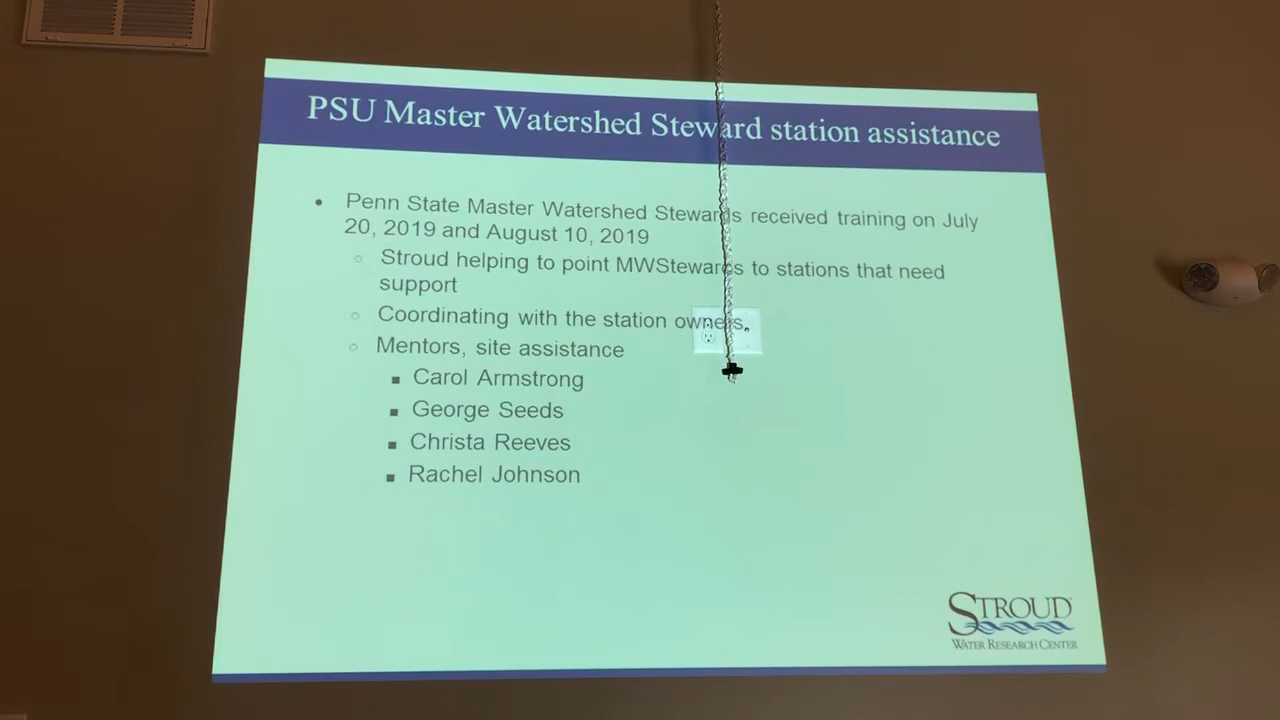 PSU Master Watershed Steward station assistance
• Penn State Master Watershed Stewards received training on July
20, 2019 and August 10, 2019
○ Stroud helping to point MWStewards to stations that need
support
○ Coordinating with the station owners,
○ Mentors, site assistance
■ Carol Armstrong
■ George Seeds
■ Christa Reeves
■ Rachel Johnson
STROUD
WATER RESEARCH CENTER